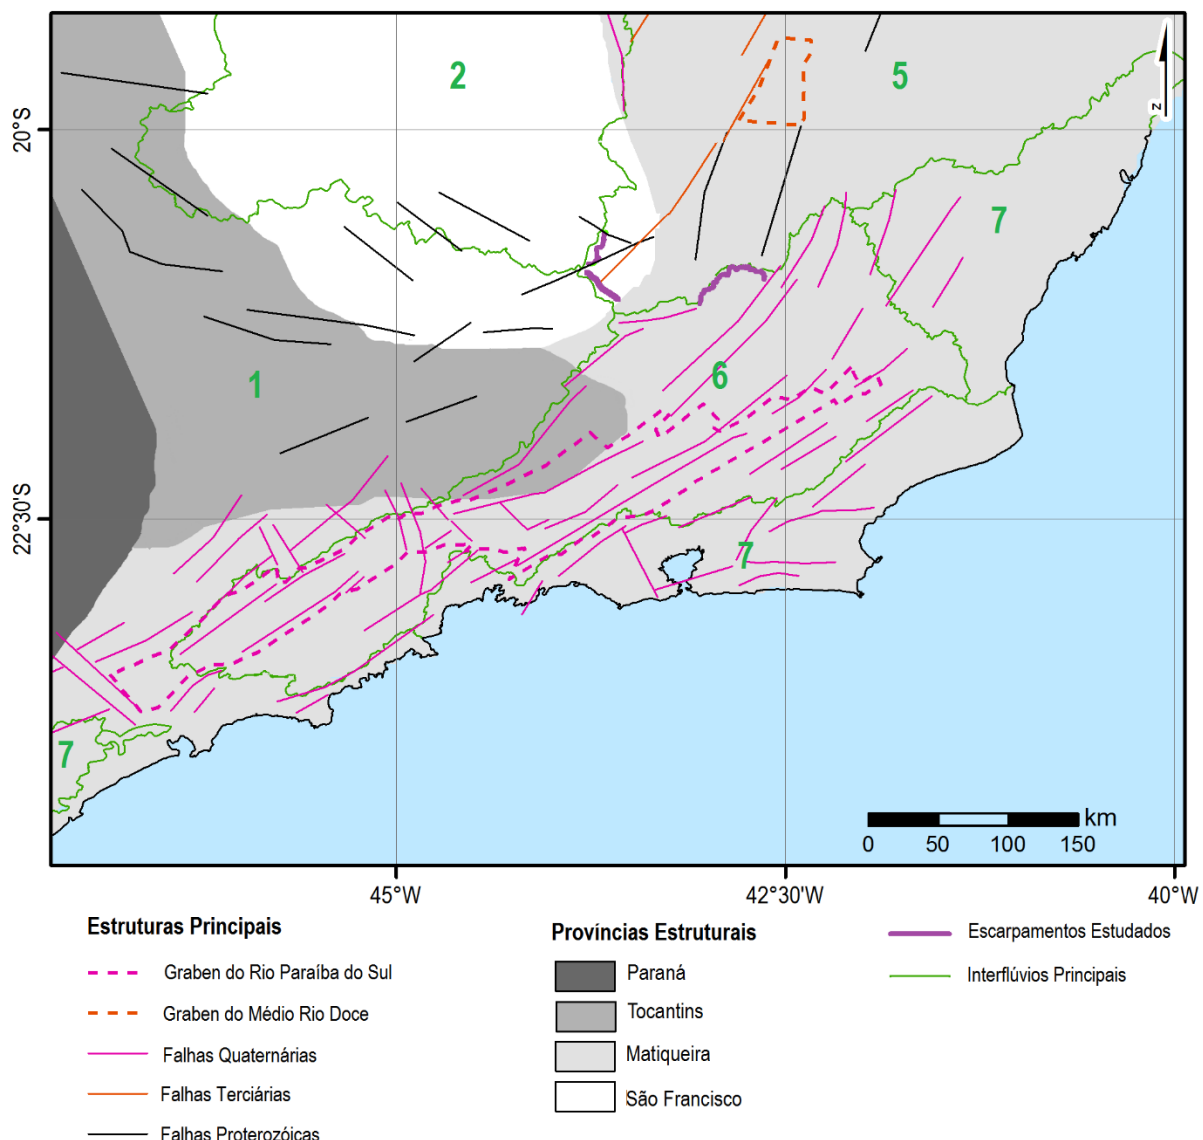 2
5
z
20°S
7
1
6
22°30'S
7
7
km
0 50 100 150
45°W 42°30'W 40°W
Estruturas Principais
Graben do Rio Paraíba do Sul
Graben do Médio Rio Doce
Falhas Quaternárias
Falhas Terciárias
Falhas Proterozóicas
Províncias Estruturais
Paraná
Tocantins
Matiqueira
São Francisco
Escarpamentos Estudados
Interflúvios Principais